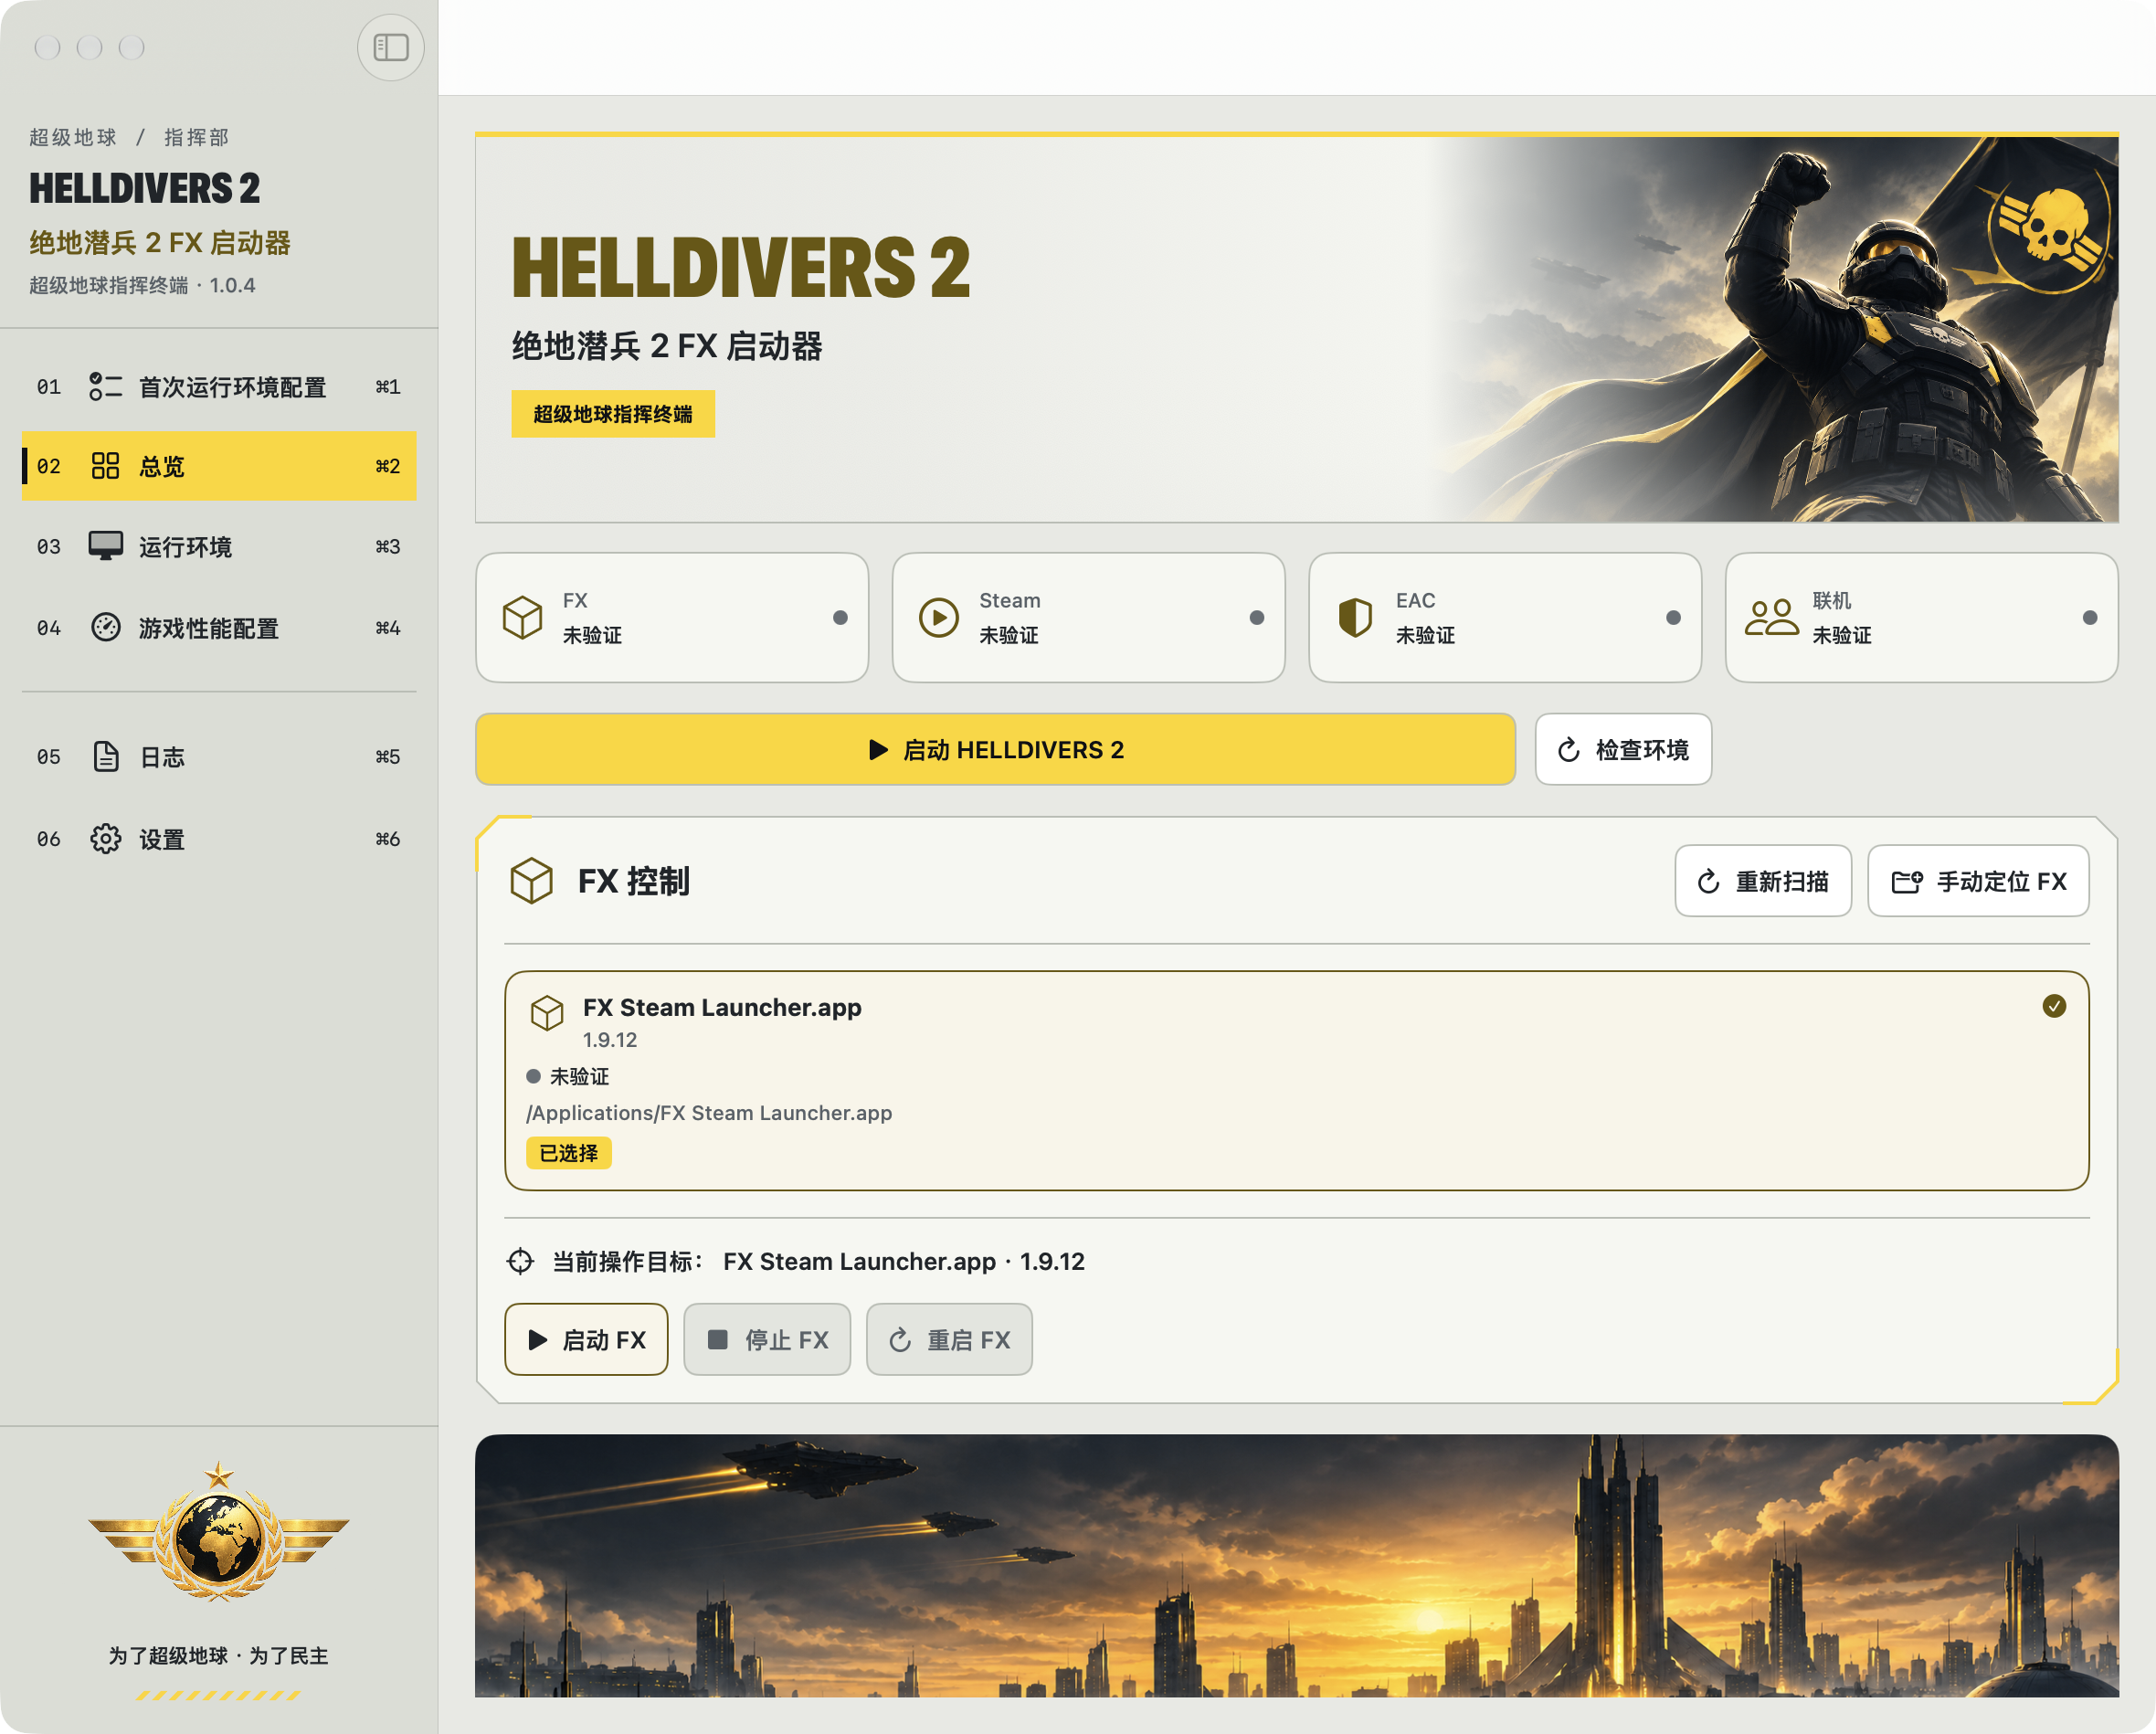 超级地球 / 指挥部
HELLDIVERS 2
绝地潜兵 2 FX 启动器
超级地球指挥终端 · 1.0.4
01 首次运行环境配置 ⌘1
02 总览 ⌘2
03 运行环境 ⌘3
04 游戏性能配置 ⌘4
05 日志 ⌘5
06 设置 ⌘6
为了超级地球 · 为了民主
HELLDIVERS 2
绝地潜兵 2 FX 启动器
超级地球指挥终端
FX
未验证
Steam
未验证
EAC
未验证
联机
未验证
启动 HELLDIVERS 2
检查环境
FX 控制
重新扫描
手动定位 FX
FX Steam Launcher.app
1.9.12
未验证
/Applications/FX Steam Launcher.app
已选择
当前操作目标： FX Steam Launcher.app · 1.9.12
启动 FX
停止 FX
重启 FX